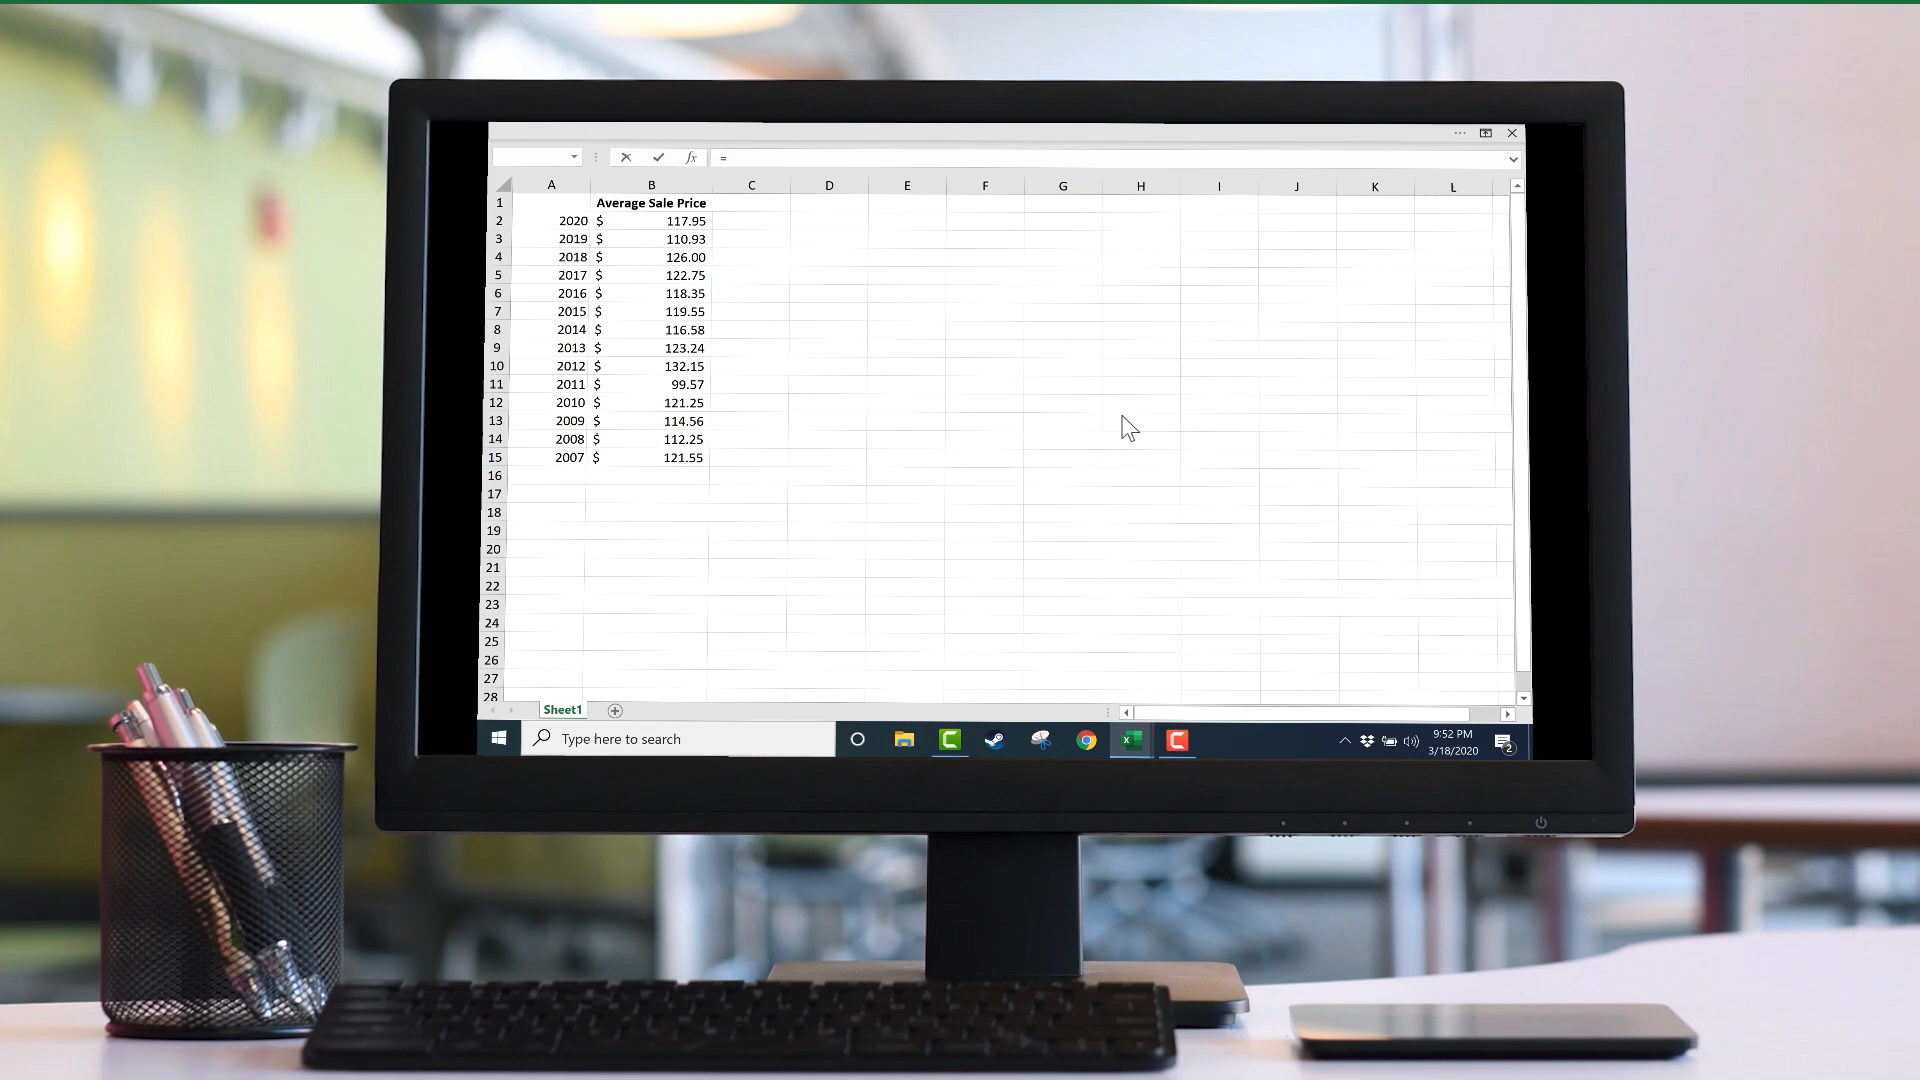 fx =
A B C D E F G H I J K L
1 Average Sale Price
2 2020 $ 117.95
3 2019 $ 110.93
4 2018 $ 126.00
5 2017 $ 122.75
6 2016 $ 118.35
7 2015 $ 119.55
8 2014 $ 116.58
9 2013 $ 123.24
10 2012 $ 132.15
11 2011 $ 99.57
12 2010 $ 121.25
13 2009 $ 114.56
14 2008 $ 112.25
15 2007 $ 121.55
16
17
18
19
20
21
22
23
24
25
26
27
28
Sheet1
Type here to search
9:52 PM
3/18/2020
2